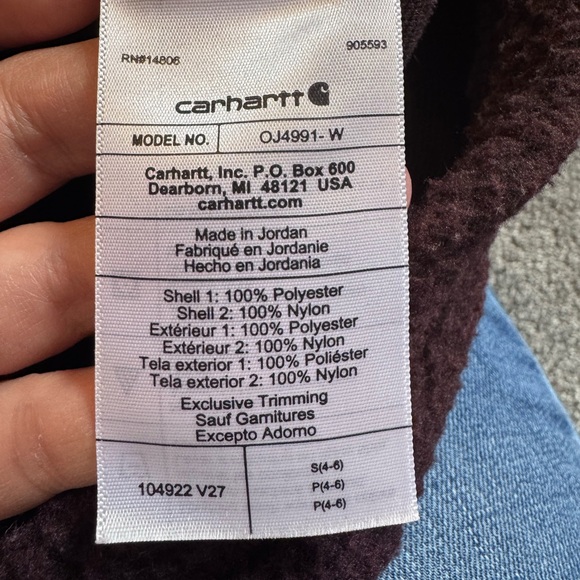 RN#14806 905593
carhartt
MODEL NO. OJ4991- W
Carhartt, Inc. P.O. Box 600
Dearborn, MI 48121 USA
carhartt.com
Made in Jordan
Fabriqué en Jordanie
Hecho en Jordania
Shell 1: 100% Polyester
Shell 2: 100% Nylon
Extérieur 1: 100% Polyester
Extérieur 2: 100% Nylon
Tela exterior 1: 100% Poliéster
Tela exterior 2: 100% Nylon
Exclusive Trimming
Sauf Garnitures
Excepto Adorno
104922 V27
S(4-6)
P(4-6)
P(4-6)